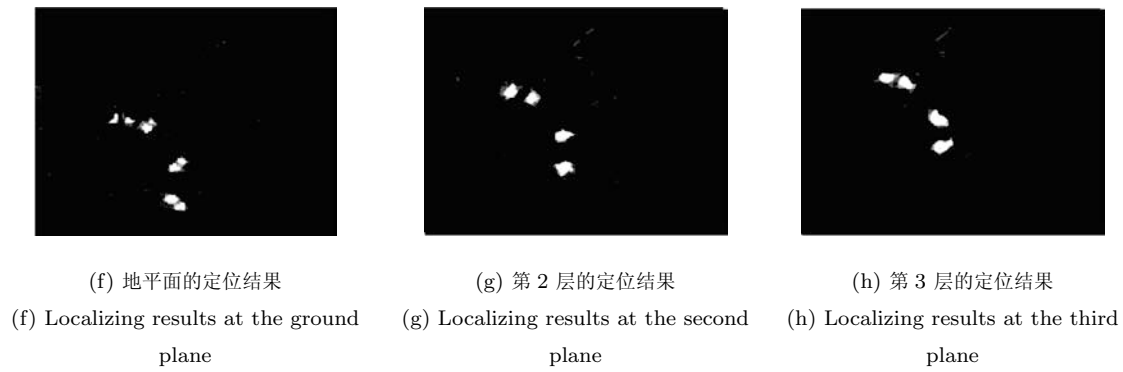 (f) 地平面的定位结果
(f) Localizing results at the ground
plane
(g) 第 2 层的定位结果
(g) Localizing results at the second
plane
(h) 第 3 层的定位结果
(h) Localizing results at the third
plane